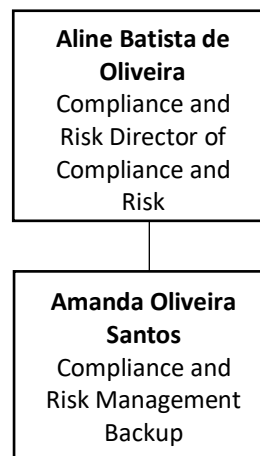 Aline Batista de
Oliveira
Compliance and
Risk Director of
Compliance and
Risk
Amanda Oliveira
Santos
Compliance and
Risk Management
Backup